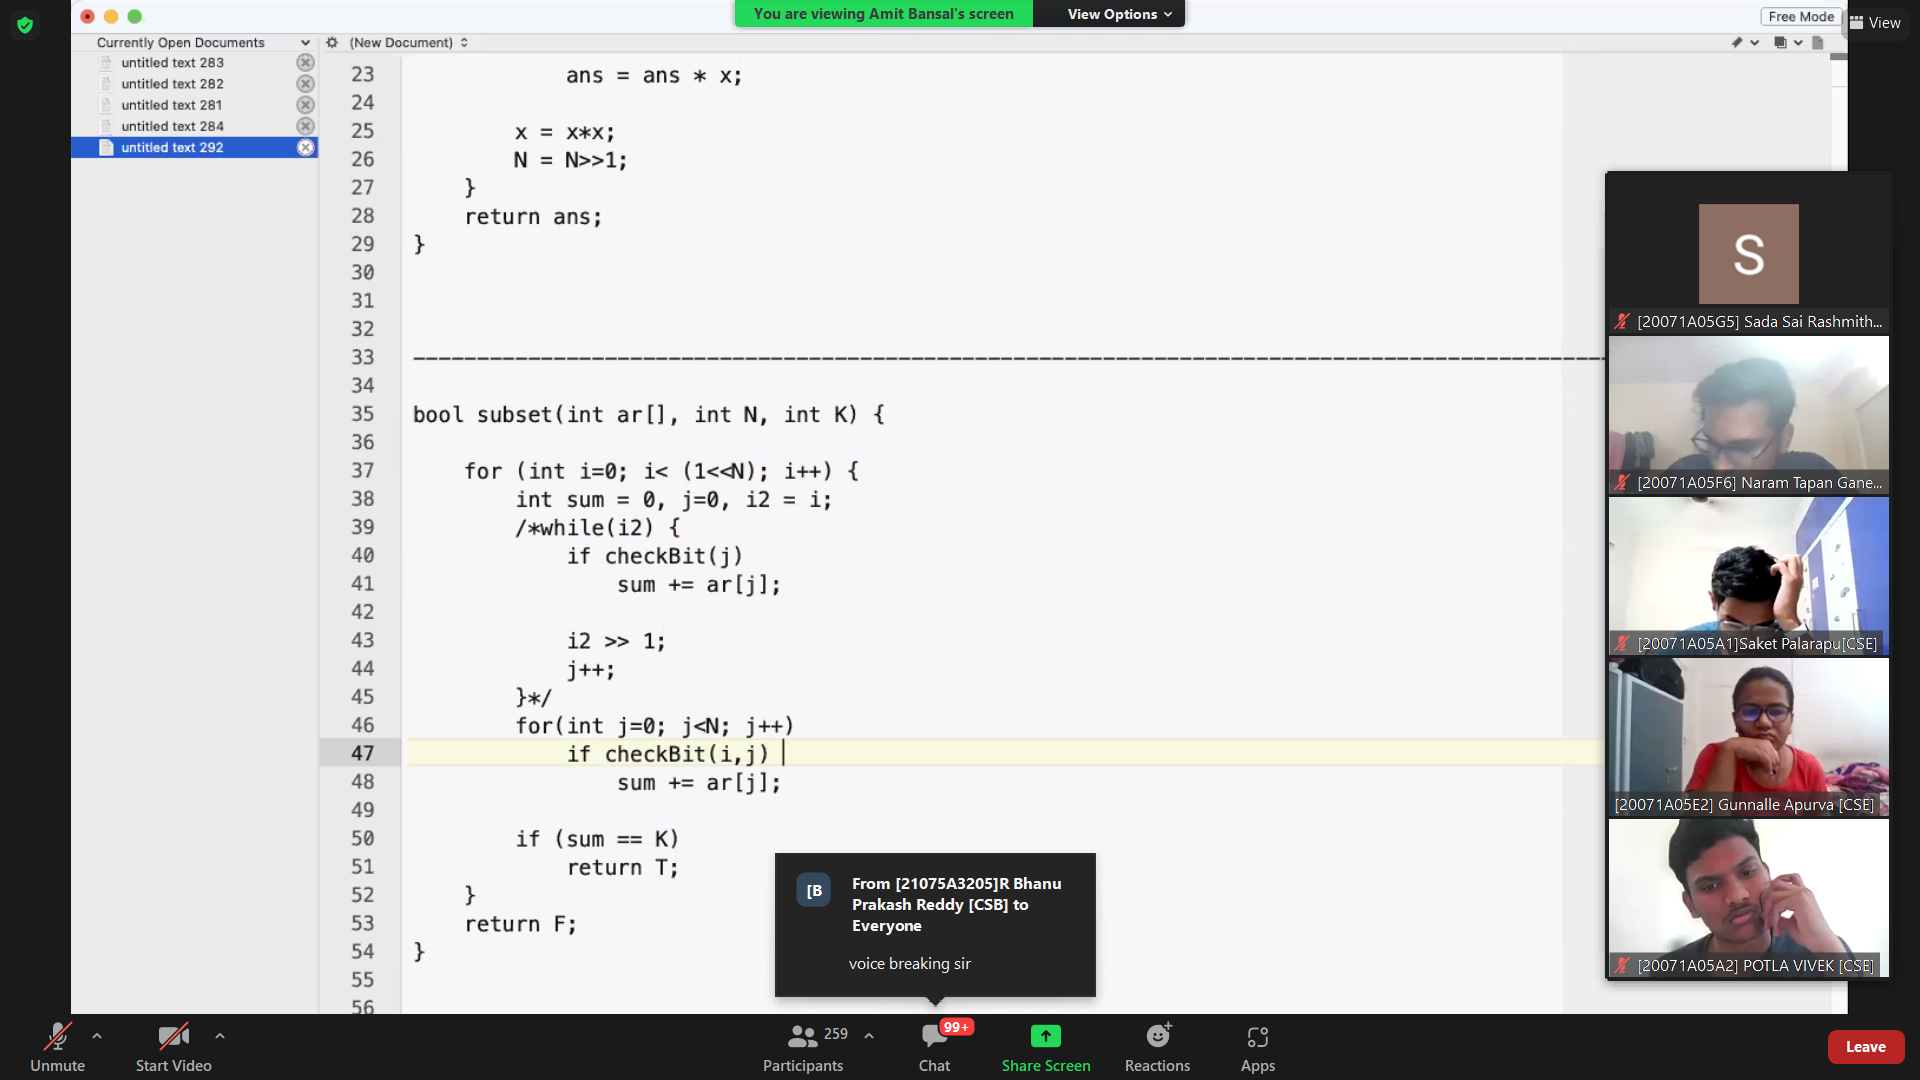 You are viewing Amit Bansal's screen
View Options
Free Mode
View
Currently Open Documents
(New Document)
untitled text 283
untitled text 282
untitled text 281
untitled text 284
untitled text 292
23 ans = ans * x;
24
25 x = x*x;
26 N = N>>1;
27 }
28 return ans;
29 }
30
31
32
33 --------------------------------------------------------------------------------------------
34
35 bool subset(int ar[], int N, int K) {
36
37 for (int i=0; i< (1<<N); i++) {
38 int sum = 0, j=0, i2 = i;
39 /*while(i2) {
40 if checkBit(j)
41 sum += ar[j];
42
43 i2 >> 1;
44 j++;
45 }*/
46 for(int j=0; j<N; j++)
47 if checkBit(i,j)
48 sum += ar[j];
49
50 if (sum == K)
51 return T;
52 }
53 return F;
54 }
55
56
S
[20071A05G5] Sada Sai Rashmith...
[20071A05F6] Naram Tapan Gane...
[20071A05A1]Saket Palarapu[CSE]
[20071A05E2] Gunnalle Apurva [CSE]
[20071A05A2] POTLA VIVEK [CSE]
[B
From [21075A3205]R Bhanu
Prakash Reddy [CSB] to
Everyone
voice breaking sir
Unmute
Start Video
259
Participants
99+
Chat
Share Screen
Reactions
Apps
Leave